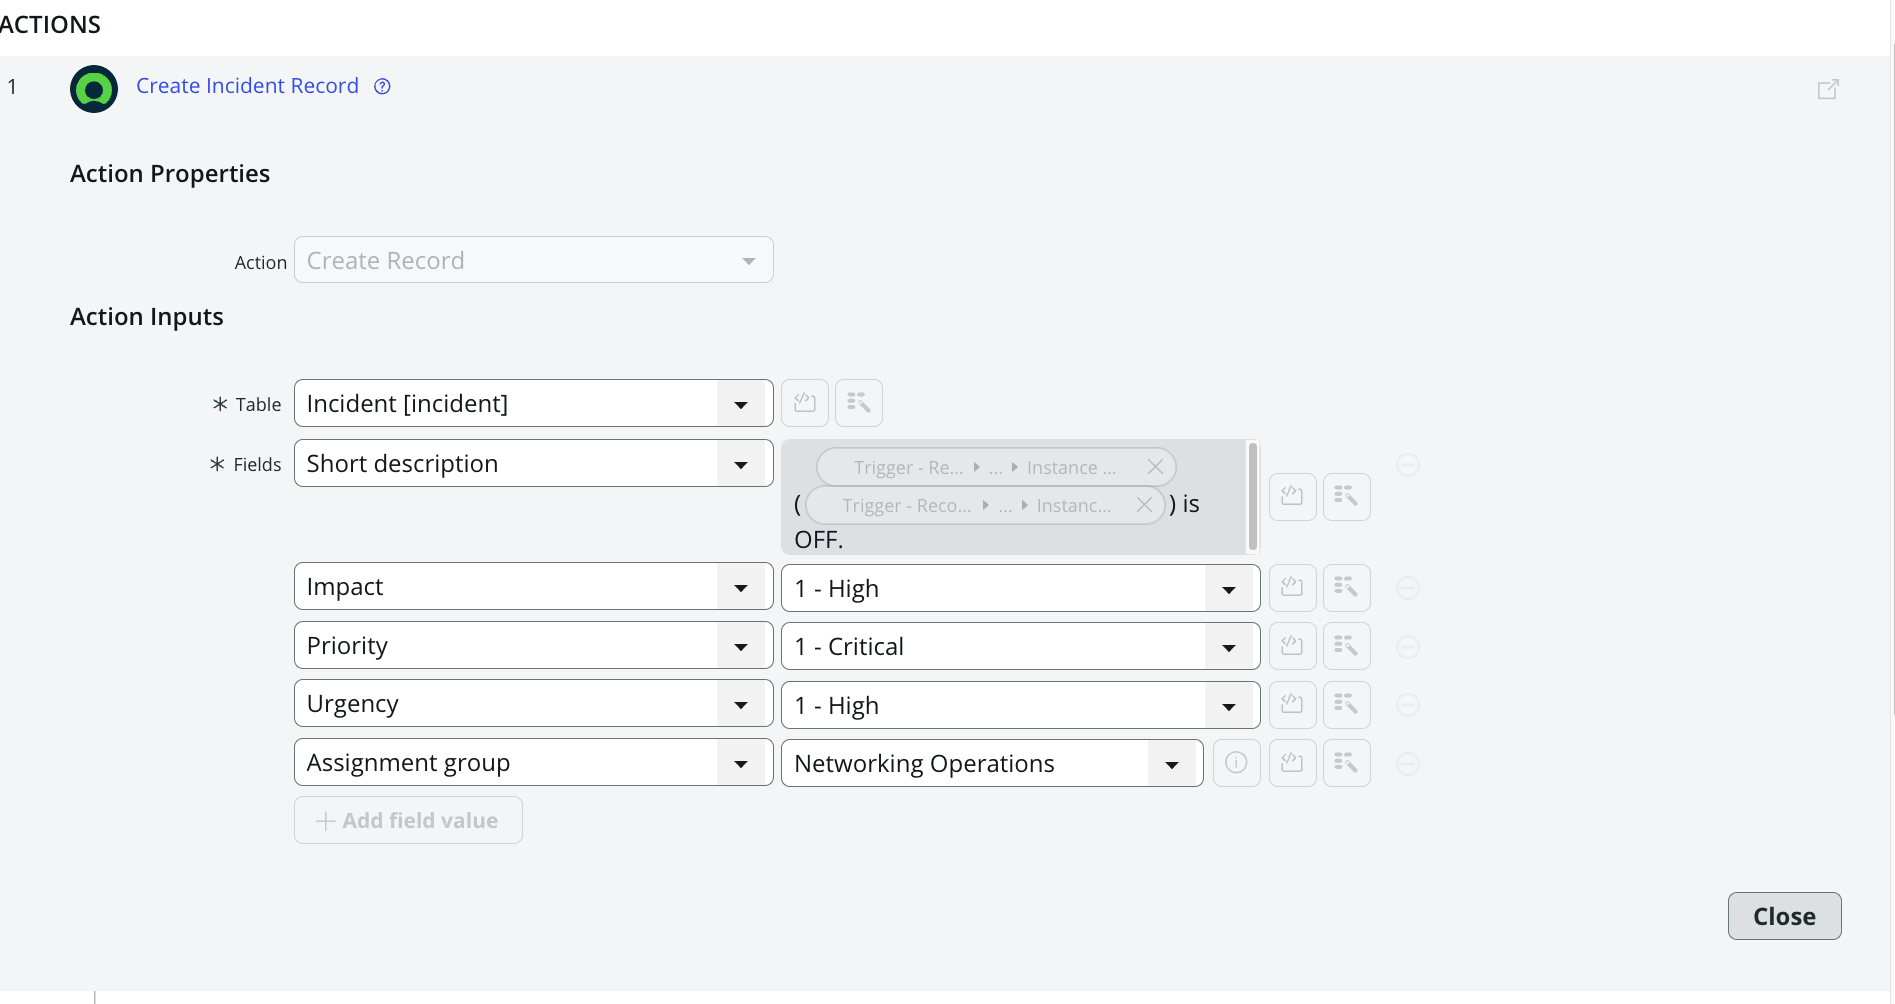 ACTIONS
1 Create Incident Record
Action Properties
Action Create Record
Action Inputs
* Table Incident [incident]
* Fields Short description
Trigger - Re... ... Instance ...
( Trigger - Reco... ... Instanc... ) is
OFF.
Impact 1 - High
Priority 1 - Critical
Urgency 1 - High
Assignment group Networking Operations
+ Add field value
Close